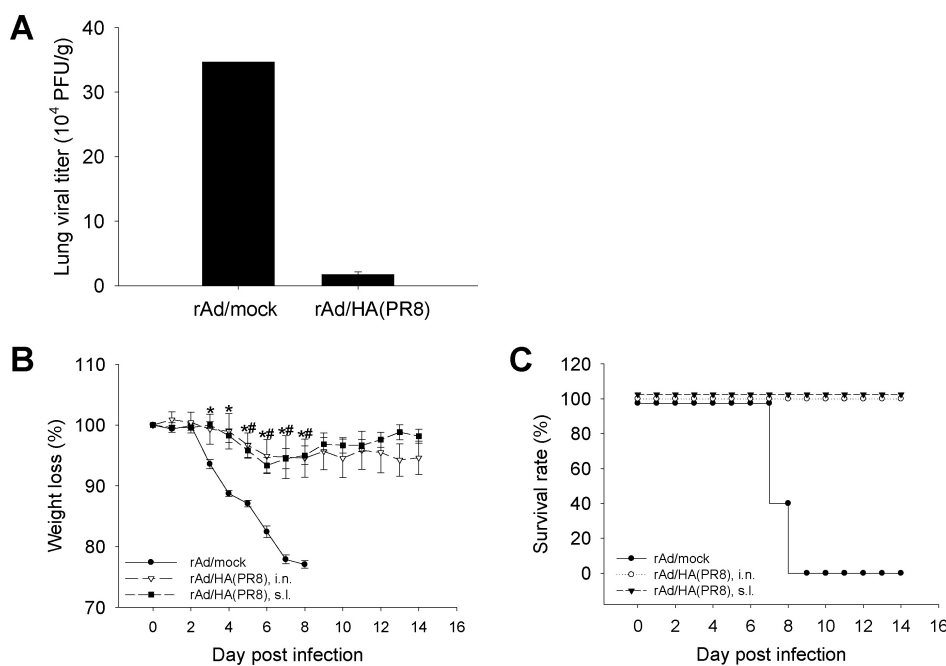 A
40
30
20
10
0
Lung viral titer (10⁴ PFU/g)
rAd/mock
rAd/HA(PR8)
B
110
100
90
80
70
Weight loss (%)
* * *# *# *# *#
rAd/mock
rAd/HA(PR8), i.n.
rAd/HA(PR8), s.l.
0 2 4 6 8 10 12 14 16
Day post infection
C
120
100
80
60
40
20
0
Survival rate (%)
rAd/mock
rAd/HA(PR8), i.n.
rAd/HA(PR8), s.l.
0 2 4 6 8 10 12 14 16
Day post infection